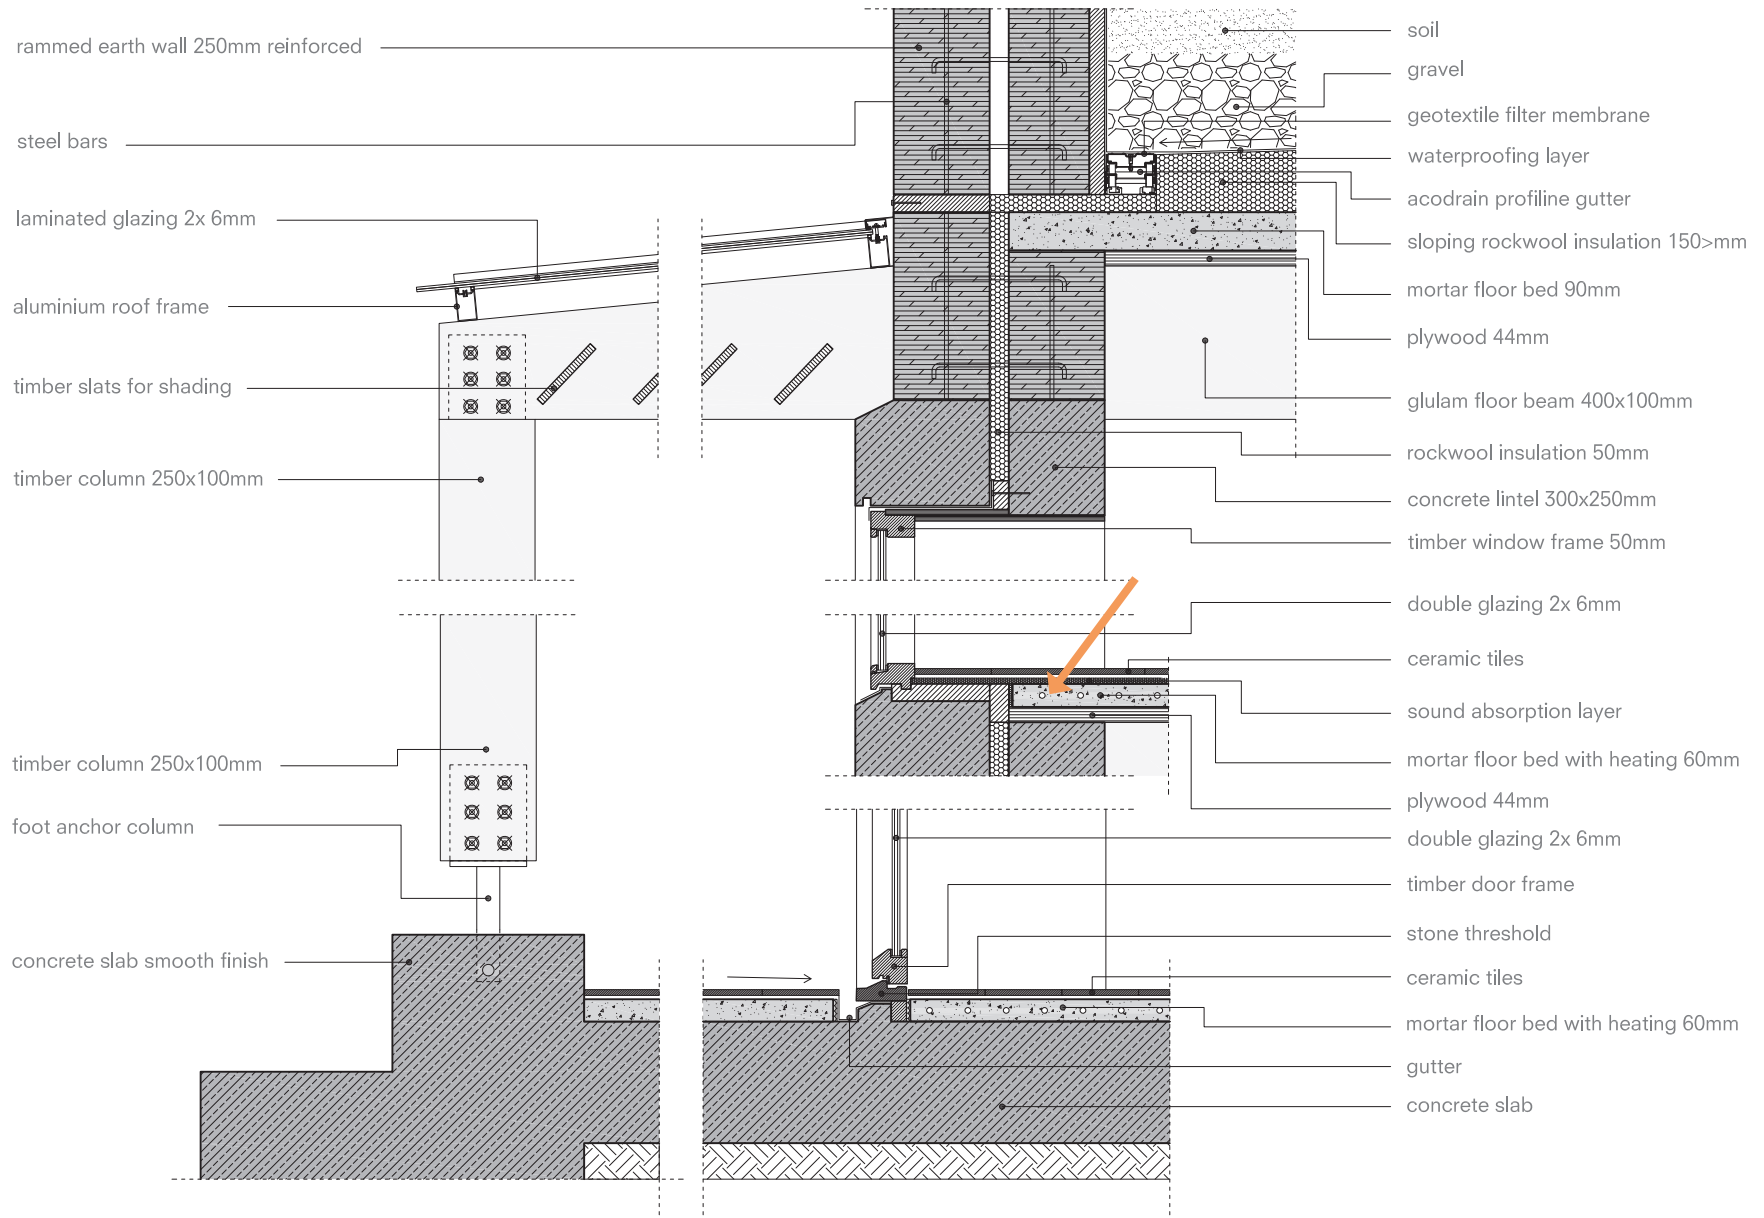 rammed earth wall 250mm reinforced
steel bars
laminated glazing 2x 6mm
aluminium roof frame
timber slats for shading
timber column 250x100mm
timber column 250x100mm
foot anchor column
concrete slab smooth finish
soil
gravel
geotextile filter membrane
waterproofing layer
acodrain profiline gutter
sloping rockwool insulation 150>mm
mortar floor bed 90mm
plywood 44mm
glulam floor beam 400x100mm
rockwool insulation 50mm
concrete lintel 300x250mm
timber window frame 50mm
double glazing 2x 6mm
ceramic tiles
sound absorption layer
mortar floor bed with heating 60mm
plywood 44mm
double glazing 2x 6mm
timber door frame
stone threshold
ceramic tiles
mortar floor bed with heating 60mm
gutter
concrete slab